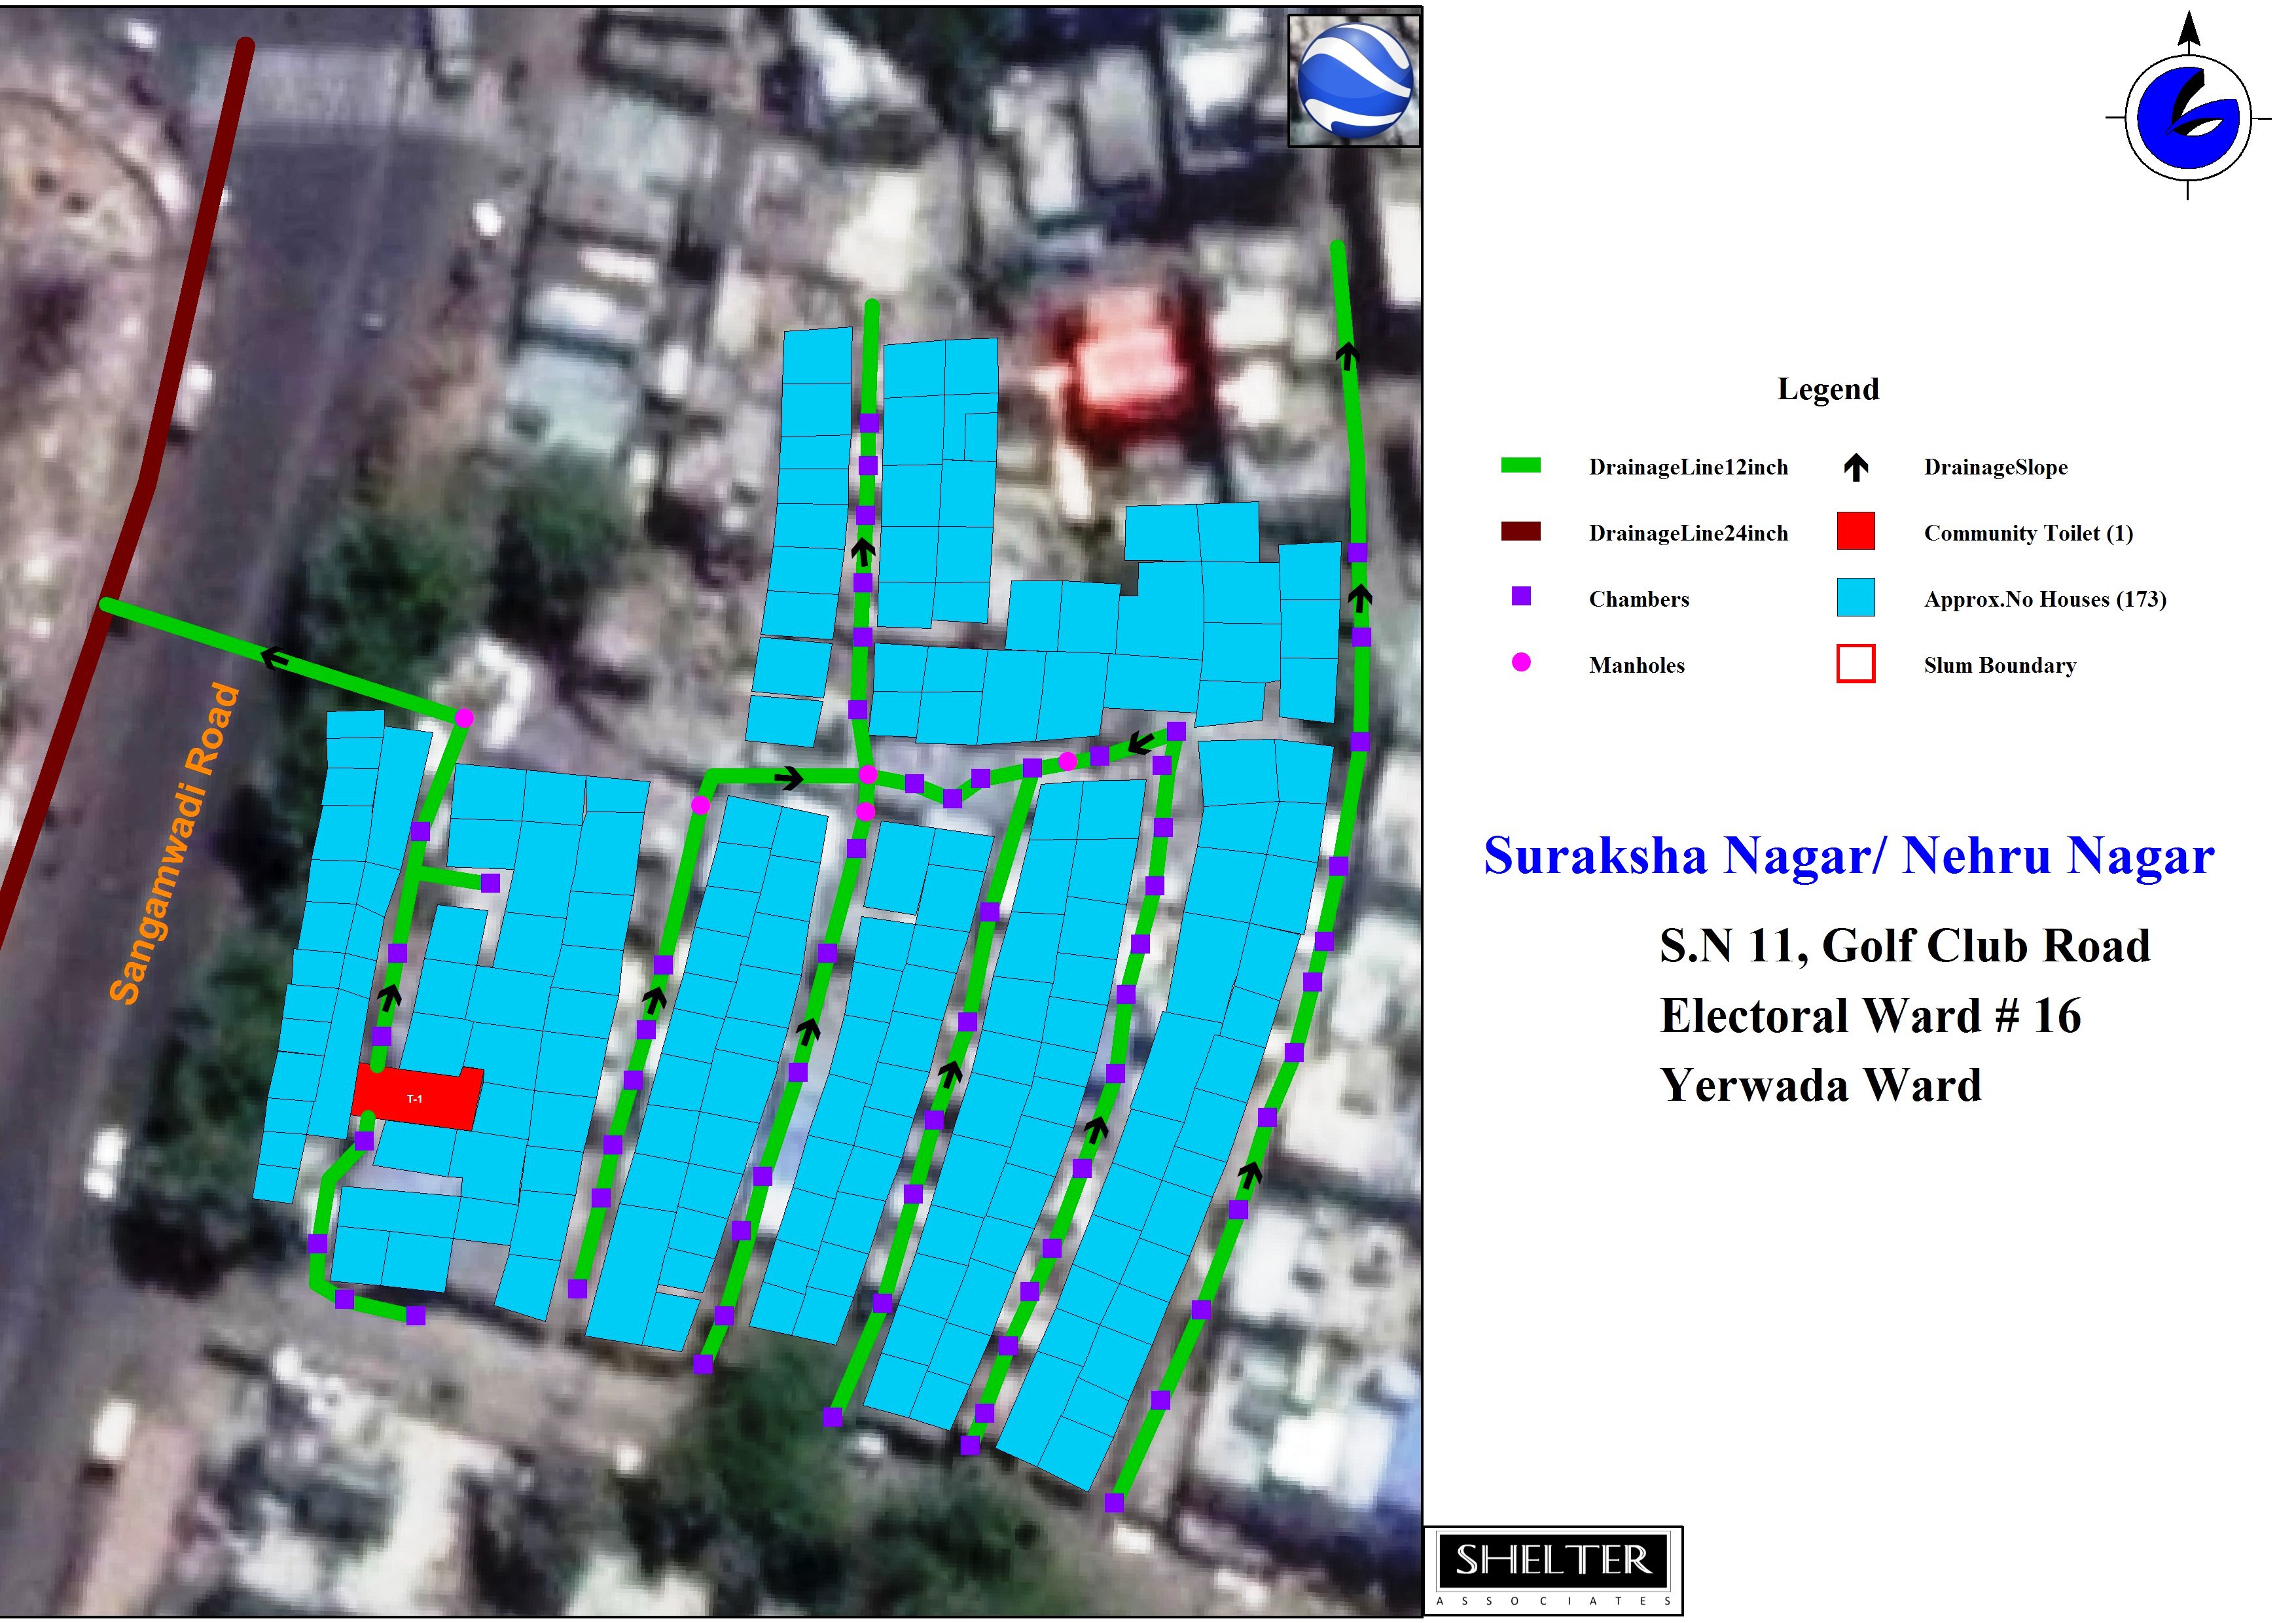 Sangamwadi Road
T-1
Legend
DrainageLine12inch
DrainageSlope
DrainageLine24inch
Community Toilet (1)
Chambers
Approx.No Houses (173)
Manholes
Slum Boundary
Suraksha Nagar/ Nehru Nagar
S.N 11, Golf Club Road
Electoral Ward # 16
Yerwada Ward
SHELTER
ASSOCIATES